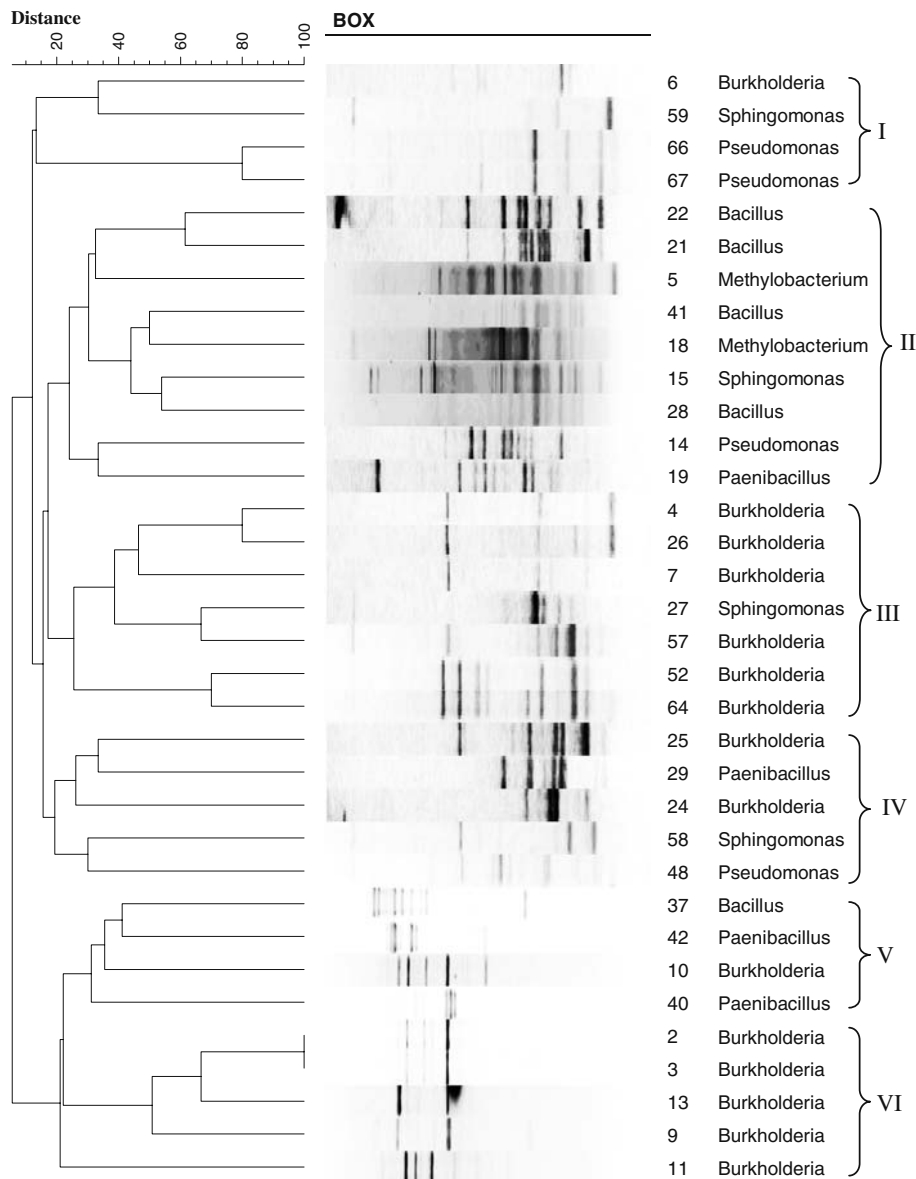 Distance
BOX
20 40 60 80 100
6 Burkholderia
59 Sphingomonas
66 Pseudomonas
67 Pseudomonas
I
22 Bacillus
21 Bacillus
5 Methylobacterium
41 Bacillus
18 Methylobacterium
15 Sphingomonas
28 Bacillus
14 Pseudomonas
19 Paenibacillus
II
4 Burkholderia
26 Burkholderia
7 Burkholderia
27 Sphingomonas
57 Burkholderia
52 Burkholderia
64 Burkholderia
III
25 Burkholderia
29 Paenibacillus
24 Burkholderia
58 Sphingomonas
48 Pseudomonas
IV
37 Bacillus
42 Paenibacillus
10 Burkholderia
40 Paenibacillus
V
2 Burkholderia
3 Burkholderia
13 Burkholderia
9 Burkholderia
11 Burkholderia
VI